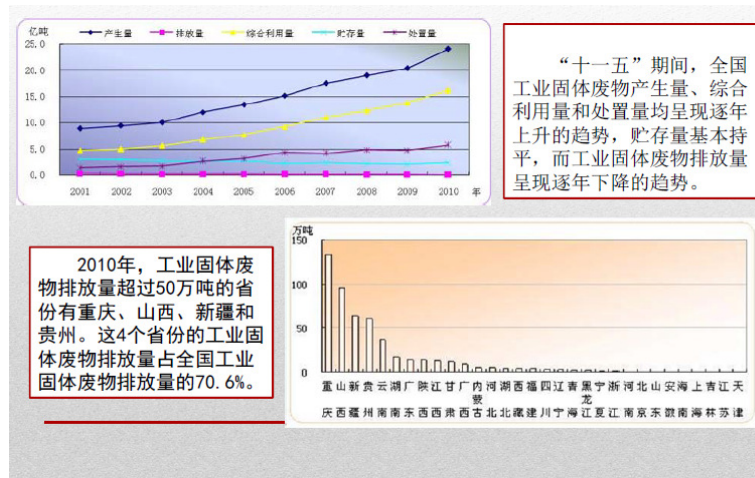 亿吨
产生量 排放量 综合利用量 贮存量 处置量
25.0
20.0
15.0
10.0
5.0
0.0
2001 2002 2003 2004 2005 2006 2007 2008 2009 2010 年
“十一五”期间，全国
工业固体废物产生量、综合
利用量和处置量均呈现逐年
上升的趋势，贮存量基本持
平，而工业固体废物排放量
呈现逐年下降的趋势。
2010年，工业固体废
物排放量超过50万吨的省
份有重庆、山西、新疆和
贵州。这4个省份的工业固
体废物排放量占全国工业
固体废物排放量的70.6%。
万吨
150
100
50
0
重庆 山西 新疆 贵州 云南 湖南 广东 陕西 江西 甘肃 广西 内蒙古 河北 湖北 西藏 福建 四川 辽宁 青海 黑龙江 宁夏 浙江 河南 北京 山东 安徽 海南 上海 吉林 江苏 天津